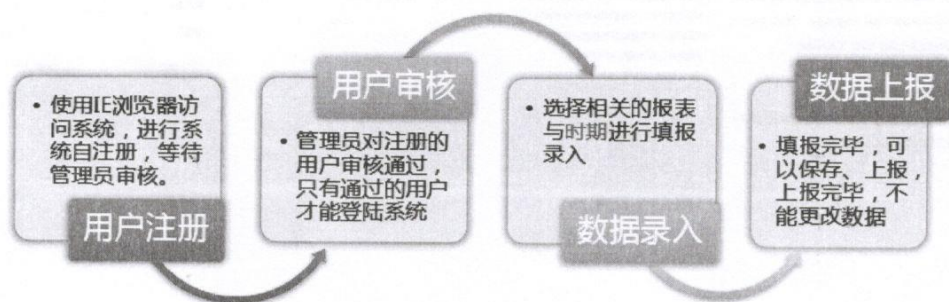 • 使用IE浏览器访
问系统，进行系
统自注册，等待
管理员审核。
用户注册
用户审核
• 管理员对注册的
用户审核通过，
只有通过的用户
才能登陆系统
• 选择相关的报表
与时期进行填报
录入
数据录入
数据上报
• 填报完毕，可
以保存、上报，
上报完毕，不
能更改数据